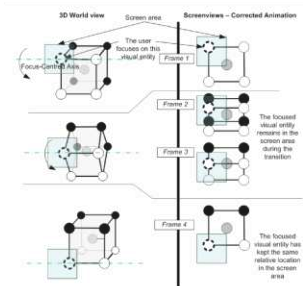 3D World view
Screen area
Screenviews – Corrected Animation
The user
focuses on this
visual entity
Focus-Centred Axis
Frame 1
Frame 2
The focused
visual entity
remains in the
screen area
during the
transition
Frame 3
Frame 4
The focused
visual entity has
kept the same
relative location
in the screen
area